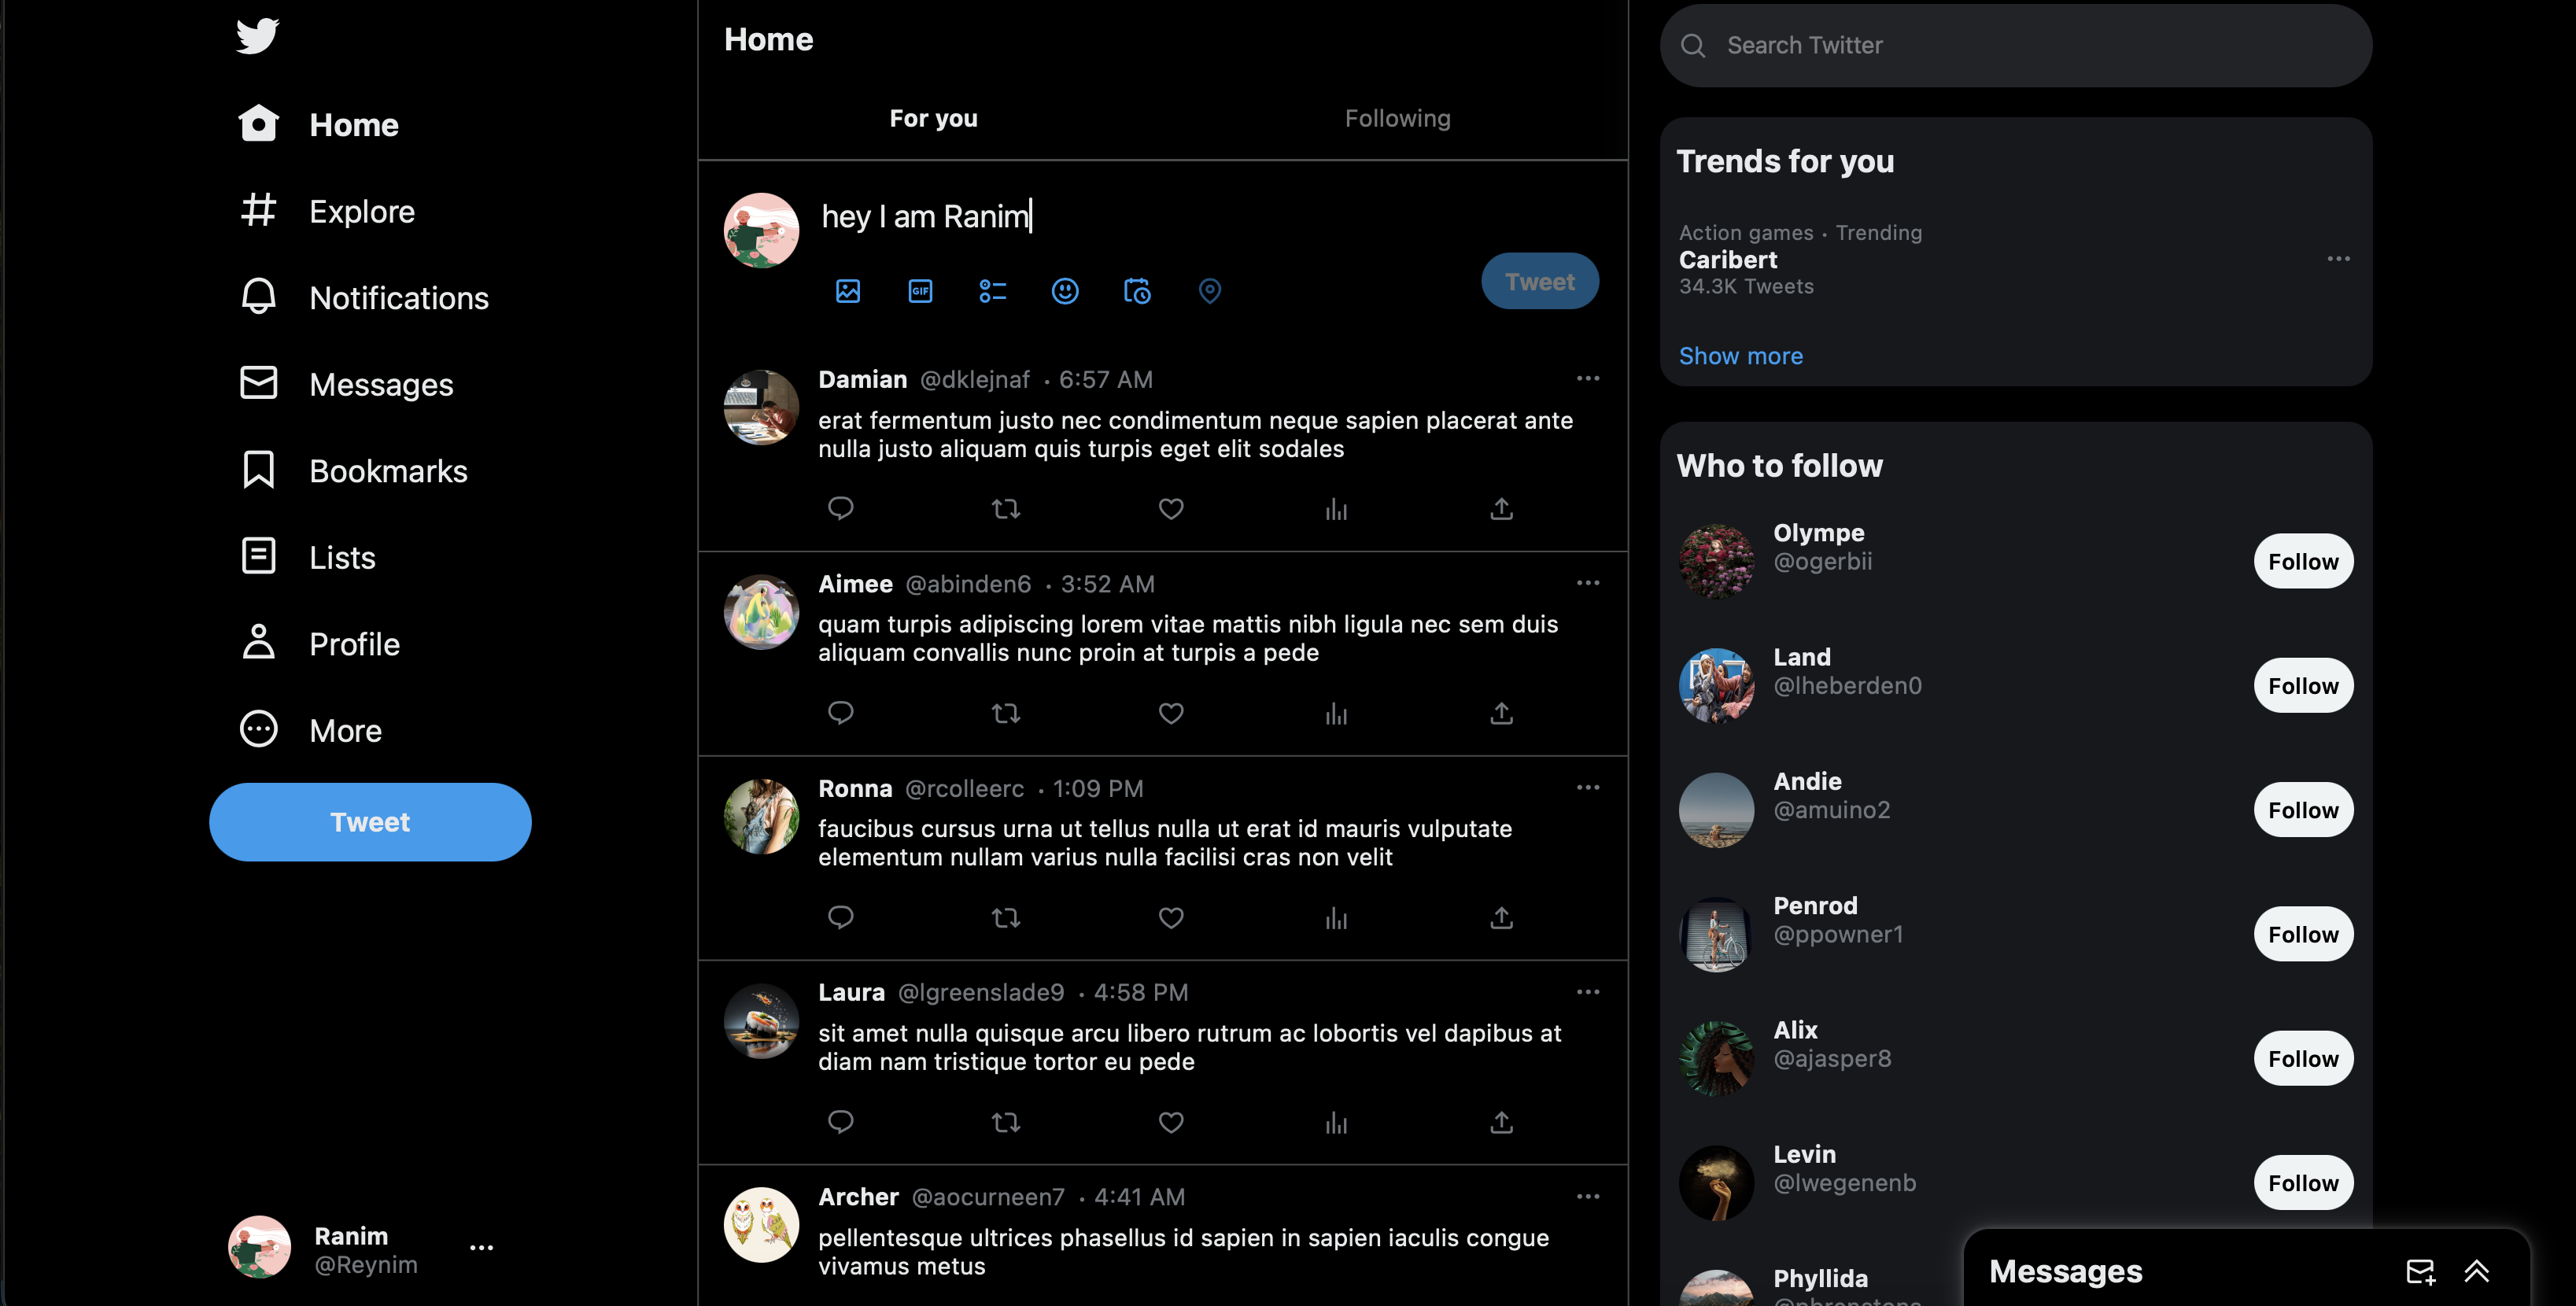 Home
Explore
Notifications
Messages
Bookmarks
Lists
Profile
More
Tweet
Ranim
@Reynim
Home
For you
Following
hey I am Ranim
GIF
Tweet
Damian @dklejnaf · 6:57 AM
erat fermentum justo nec condimentum neque sapien placerat ante
nulla justo aliquam quis turpis eget elit sodales
Aimee @abinden6 · 3:52 AM
quam turpis adipiscing lorem vitae mattis nibh ligula nec sem duis
aliquam convallis nunc proin at turpis a pede
Ronna @rcolleerc · 1:09 PM
faucibus cursus urna ut tellus nulla ut erat id mauris vulputate
elementum nullam varius nulla facilisi cras non velit
Laura @lgreenslade9 · 4:58 PM
sit amet nulla quisque arcu libero rutrum ac lobortis vel dapibus at
diam nam tristique tortor eu pede
Archer @aocurneen7 · 4:41 AM
pellentesque ultrices phasellus id sapien in sapien iaculis congue
vivamus metus
Search Twitter
Trends for you
Action games · Trending
Caribert
34.3K Tweets
Show more
Who to follow
Olympe
@ogerbii
Follow
Land
@lheberden0
Follow
Andie
@amuino2
Follow
Penrod
@ppowner1
Follow
Alix
@ajasper8
Follow
Levin
@lwegenenb
Follow
Phyllida
Messages